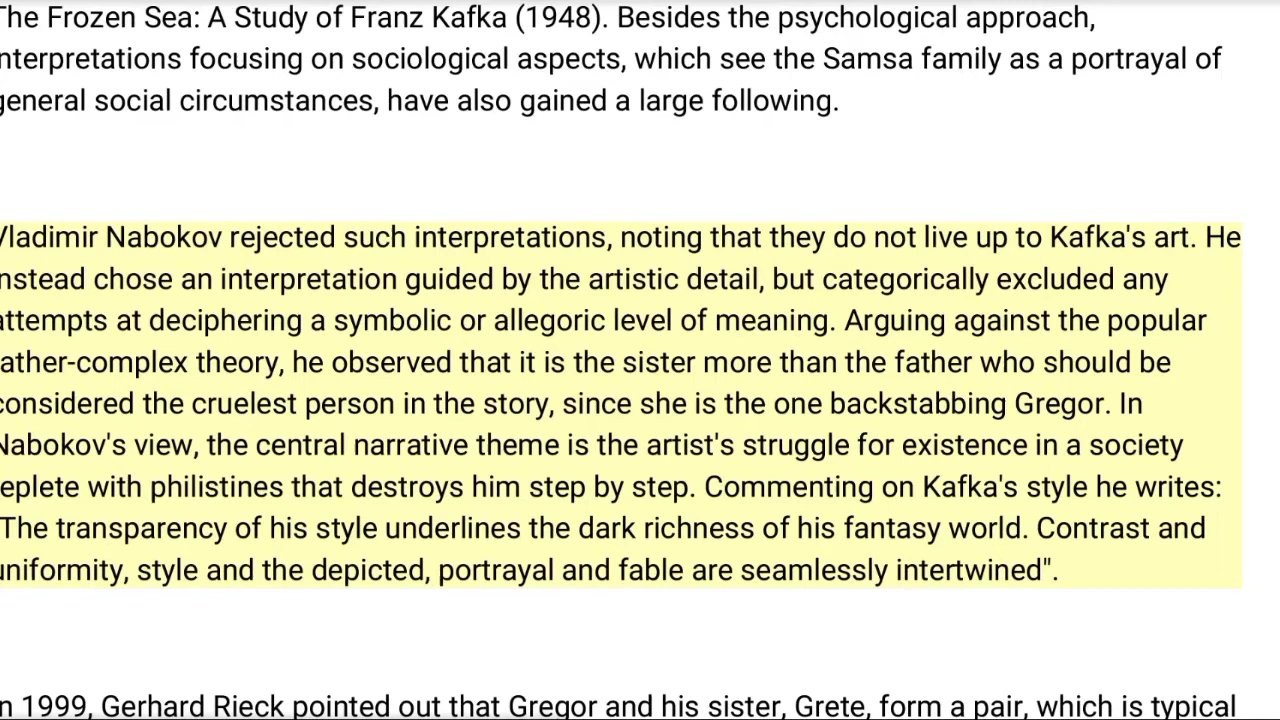 The Frozen Sea: A Study of Franz Kafka (1948). Besides the psychological approach,
nterpretations focusing on sociological aspects, which see the Samsa family as a portrayal of
general social circumstances, have also gained a large following.
Vladimir Nabokov rejected such interpretations, noting that they do not live up to Kafka's art. He
nstead chose an interpretation guided by the artistic detail, but categorically excluded any
attempts at deciphering a symbolic or allegoric level of meaning. Arguing against the popular
father-complex theory, he observed that it is the sister more than the father who should be
considered the cruelest person in the story, since she is the one backstabbing Gregor. In
Nabokov's view, the central narrative theme is the artist's struggle for existence in a society
replete with philistines that destroys him step by step. Commenting on Kafka's style he writes:
The transparency of his style underlines the dark richness of his fantasy world. Contrast and
uniformity, style and the depicted, portrayal and fable are seamlessly intertwined".
n 1999, Gerhard Rieck pointed out that Gregor and his sister, Grete, form a pair, which is typical